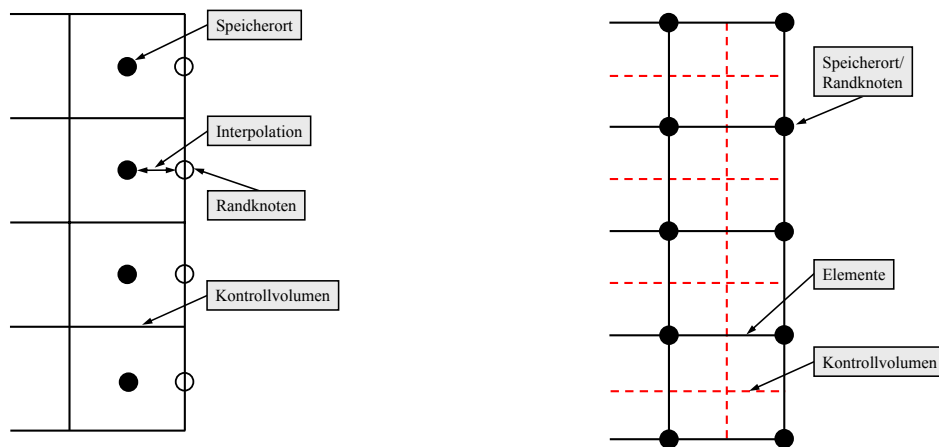 Speicherort
Interpolation
Randknoten
Kontrollvolumen
Speicherort/
Randknoten
Elemente
Kontrollvolumen